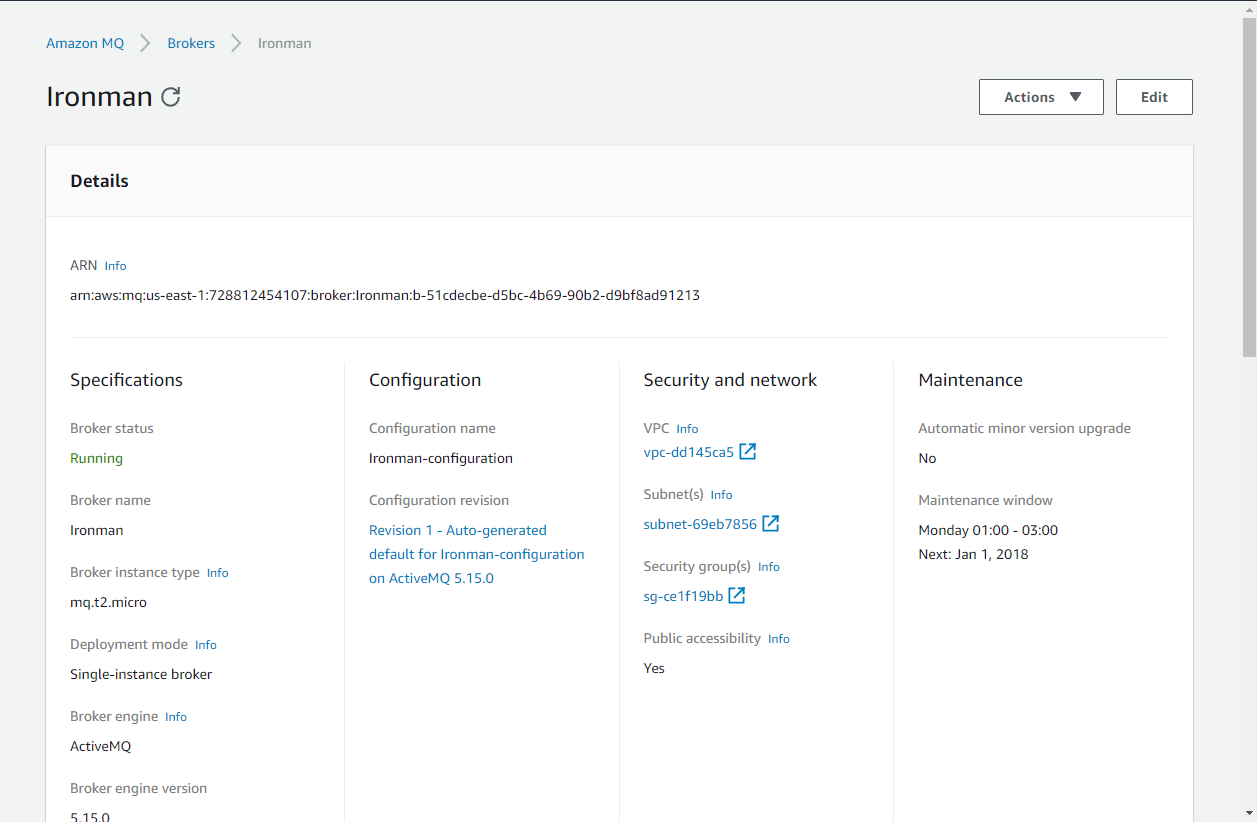 Amazon MQ Brokers Ironman
Ironman
Actions Edit
Details
ARN Info
arn:aws:mq:us-east-1:728812454107:broker:Ironman:b-51cdecbe-d5bc-4b69-90b2-d9bf8ad91213
Specifications
Broker status
Running
Broker name
Ironman
Broker instance type Info
mq.t2.micro
Deployment mode Info
Single-instance broker
Broker engine Info
ActiveMQ
Broker engine version
5.15.0
Configuration
Configuration name
Ironman-configuration
Configuration revision
Revision 1 - Auto-generated
default for Ironman-configuration
on ActiveMQ 5.15.0
Security and network
VPC Info
vpc-dd145ca5
Subnet(s) Info
subnet-69eb7856
Security group(s) Info
sg-ce1f19bb
Public accessibility Info
Yes
Maintenance
Automatic minor version upgrade
No
Maintenance window
Monday 01:00 - 03:00
Next: Jan 1, 2018